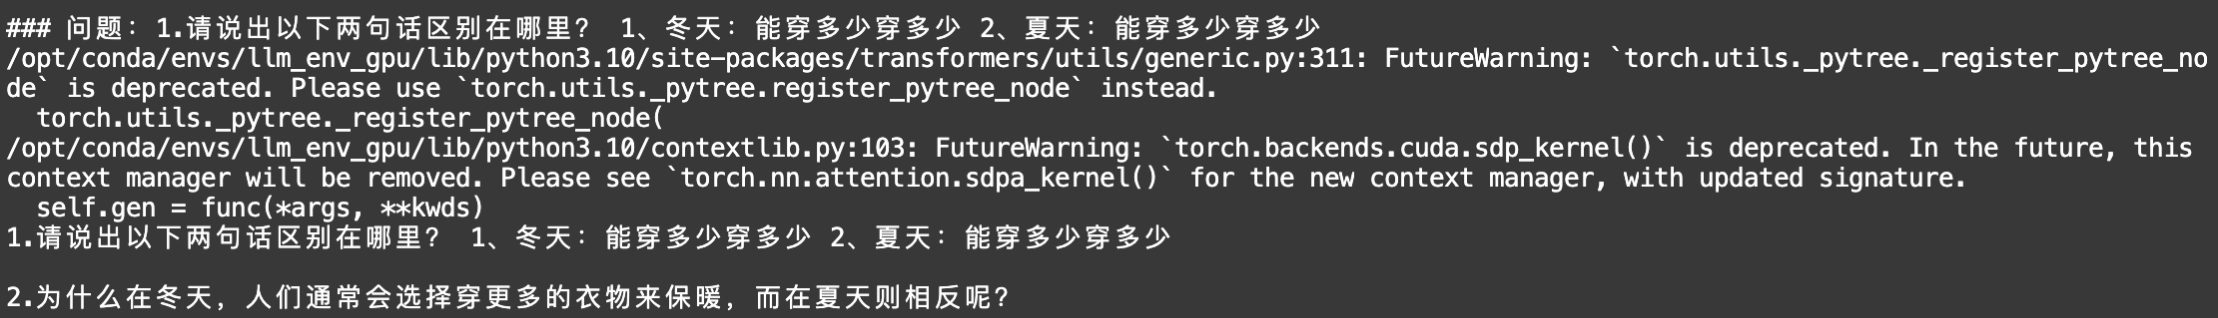 ### 问题：1.请说出以下两句话区别在哪里？ 1、冬天：能穿多少穿多少 2、夏天：能穿多少穿多少
/opt/conda/envs/llm_env_gpu/lib/python3.10/site-packages/transformers/utils/generic.py:311: FutureWarning: `torch.utils._pytree._register_pytree_no
de` is deprecated. Please use `torch.utils._pytree.register_pytree_node` instead.
  torch.utils._pytree._register_pytree_node(
/opt/conda/envs/llm_env_gpu/lib/python3.10/contextlib.py:103: FutureWarning: `torch.backends.cuda.sdp_kernel()` is deprecated. In the future, this
context manager will be removed. Please see `torch.nn.attention.sdpa_kernel()` for the new context manager, with updated signature.
  self.gen = func(*args, **kwds)
1.请说出以下两句话区别在哪里？ 1、冬天：能穿多少穿多少 2、夏天：能穿多少穿多少
2.为什么在冬天，人们通常会选择穿更多的衣物来保暖，而在夏天则相反呢？